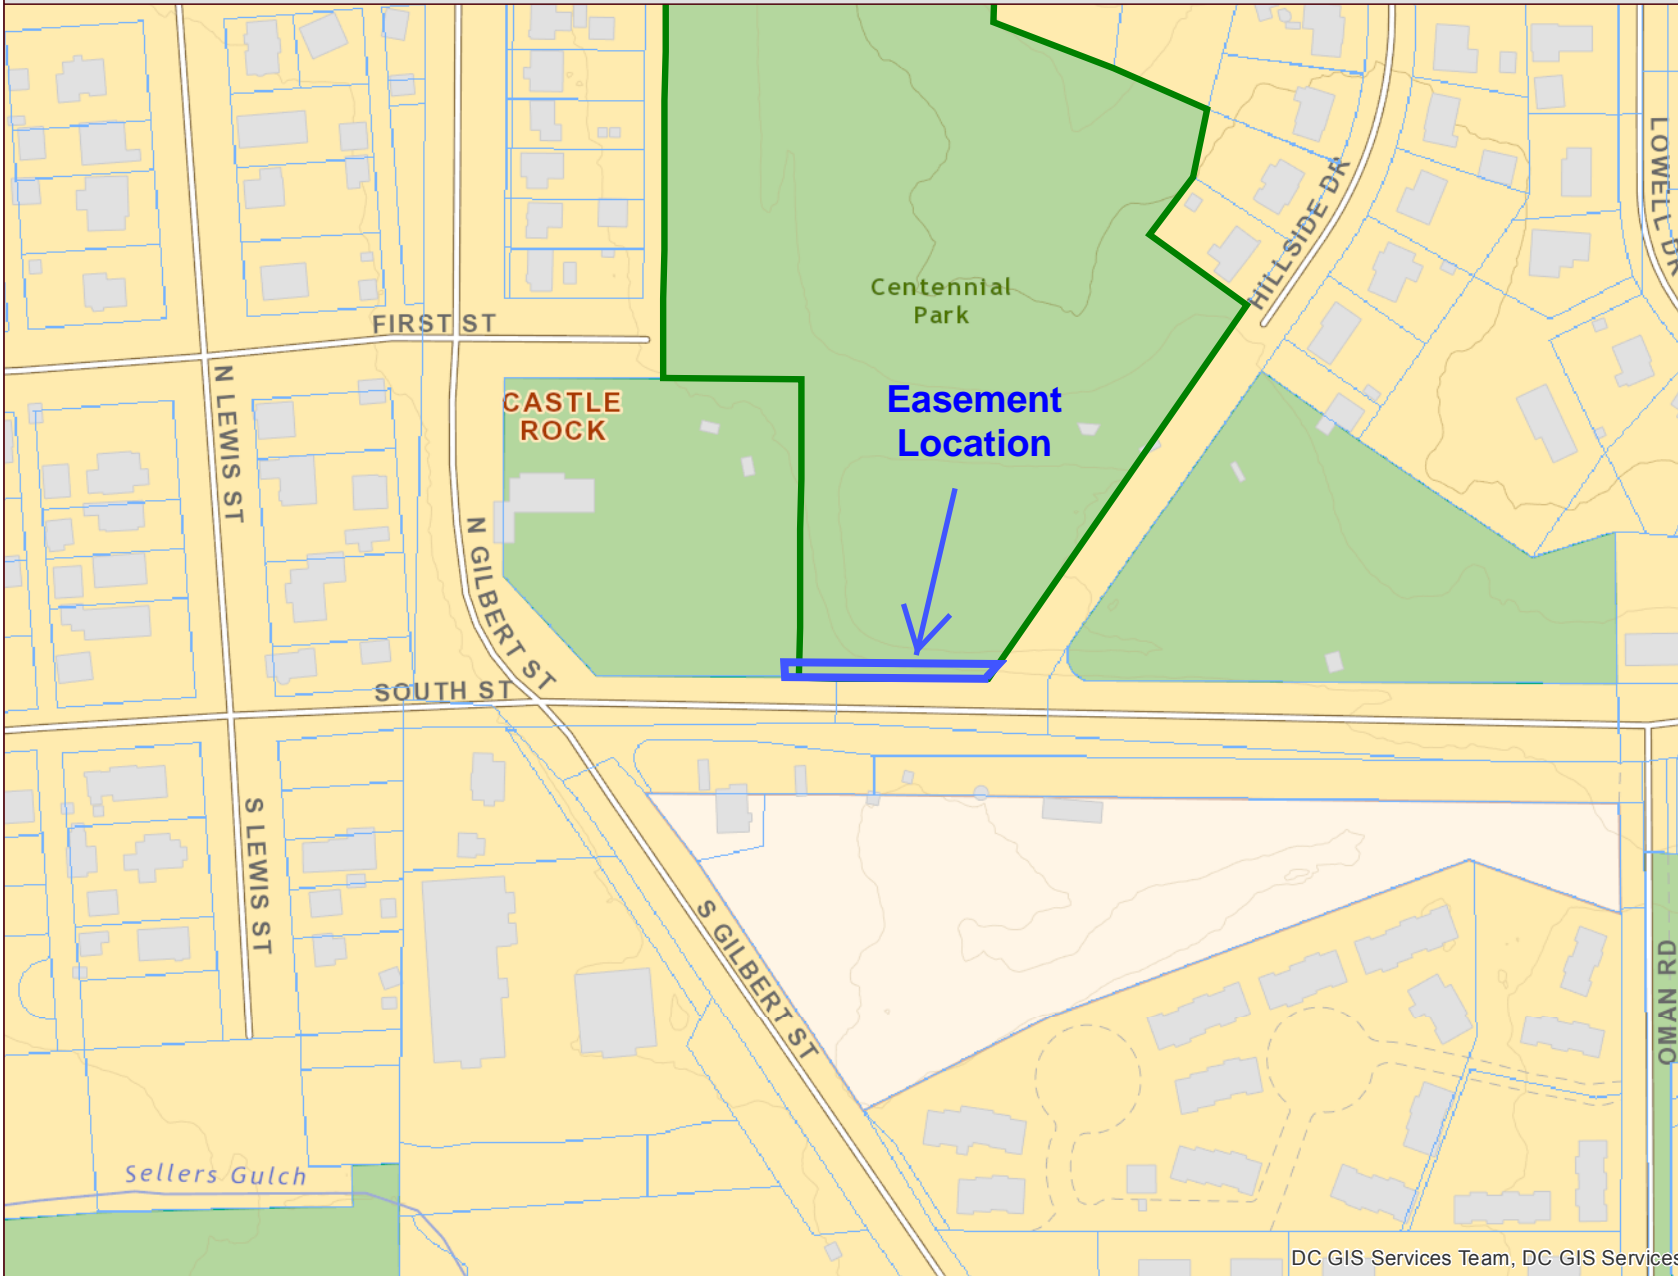 LOWELL DR
HILLSIDE DR
Centennial
Park
FIRST ST
N LEWIS ST
CASTLE
ROCK
Easement
Location
N GILBERT ST
SOUTH ST
S LEWIS ST
S GILBERT ST
OMAN RD
Sellers Gulch
DC GIS Services Team, DC GIS Services